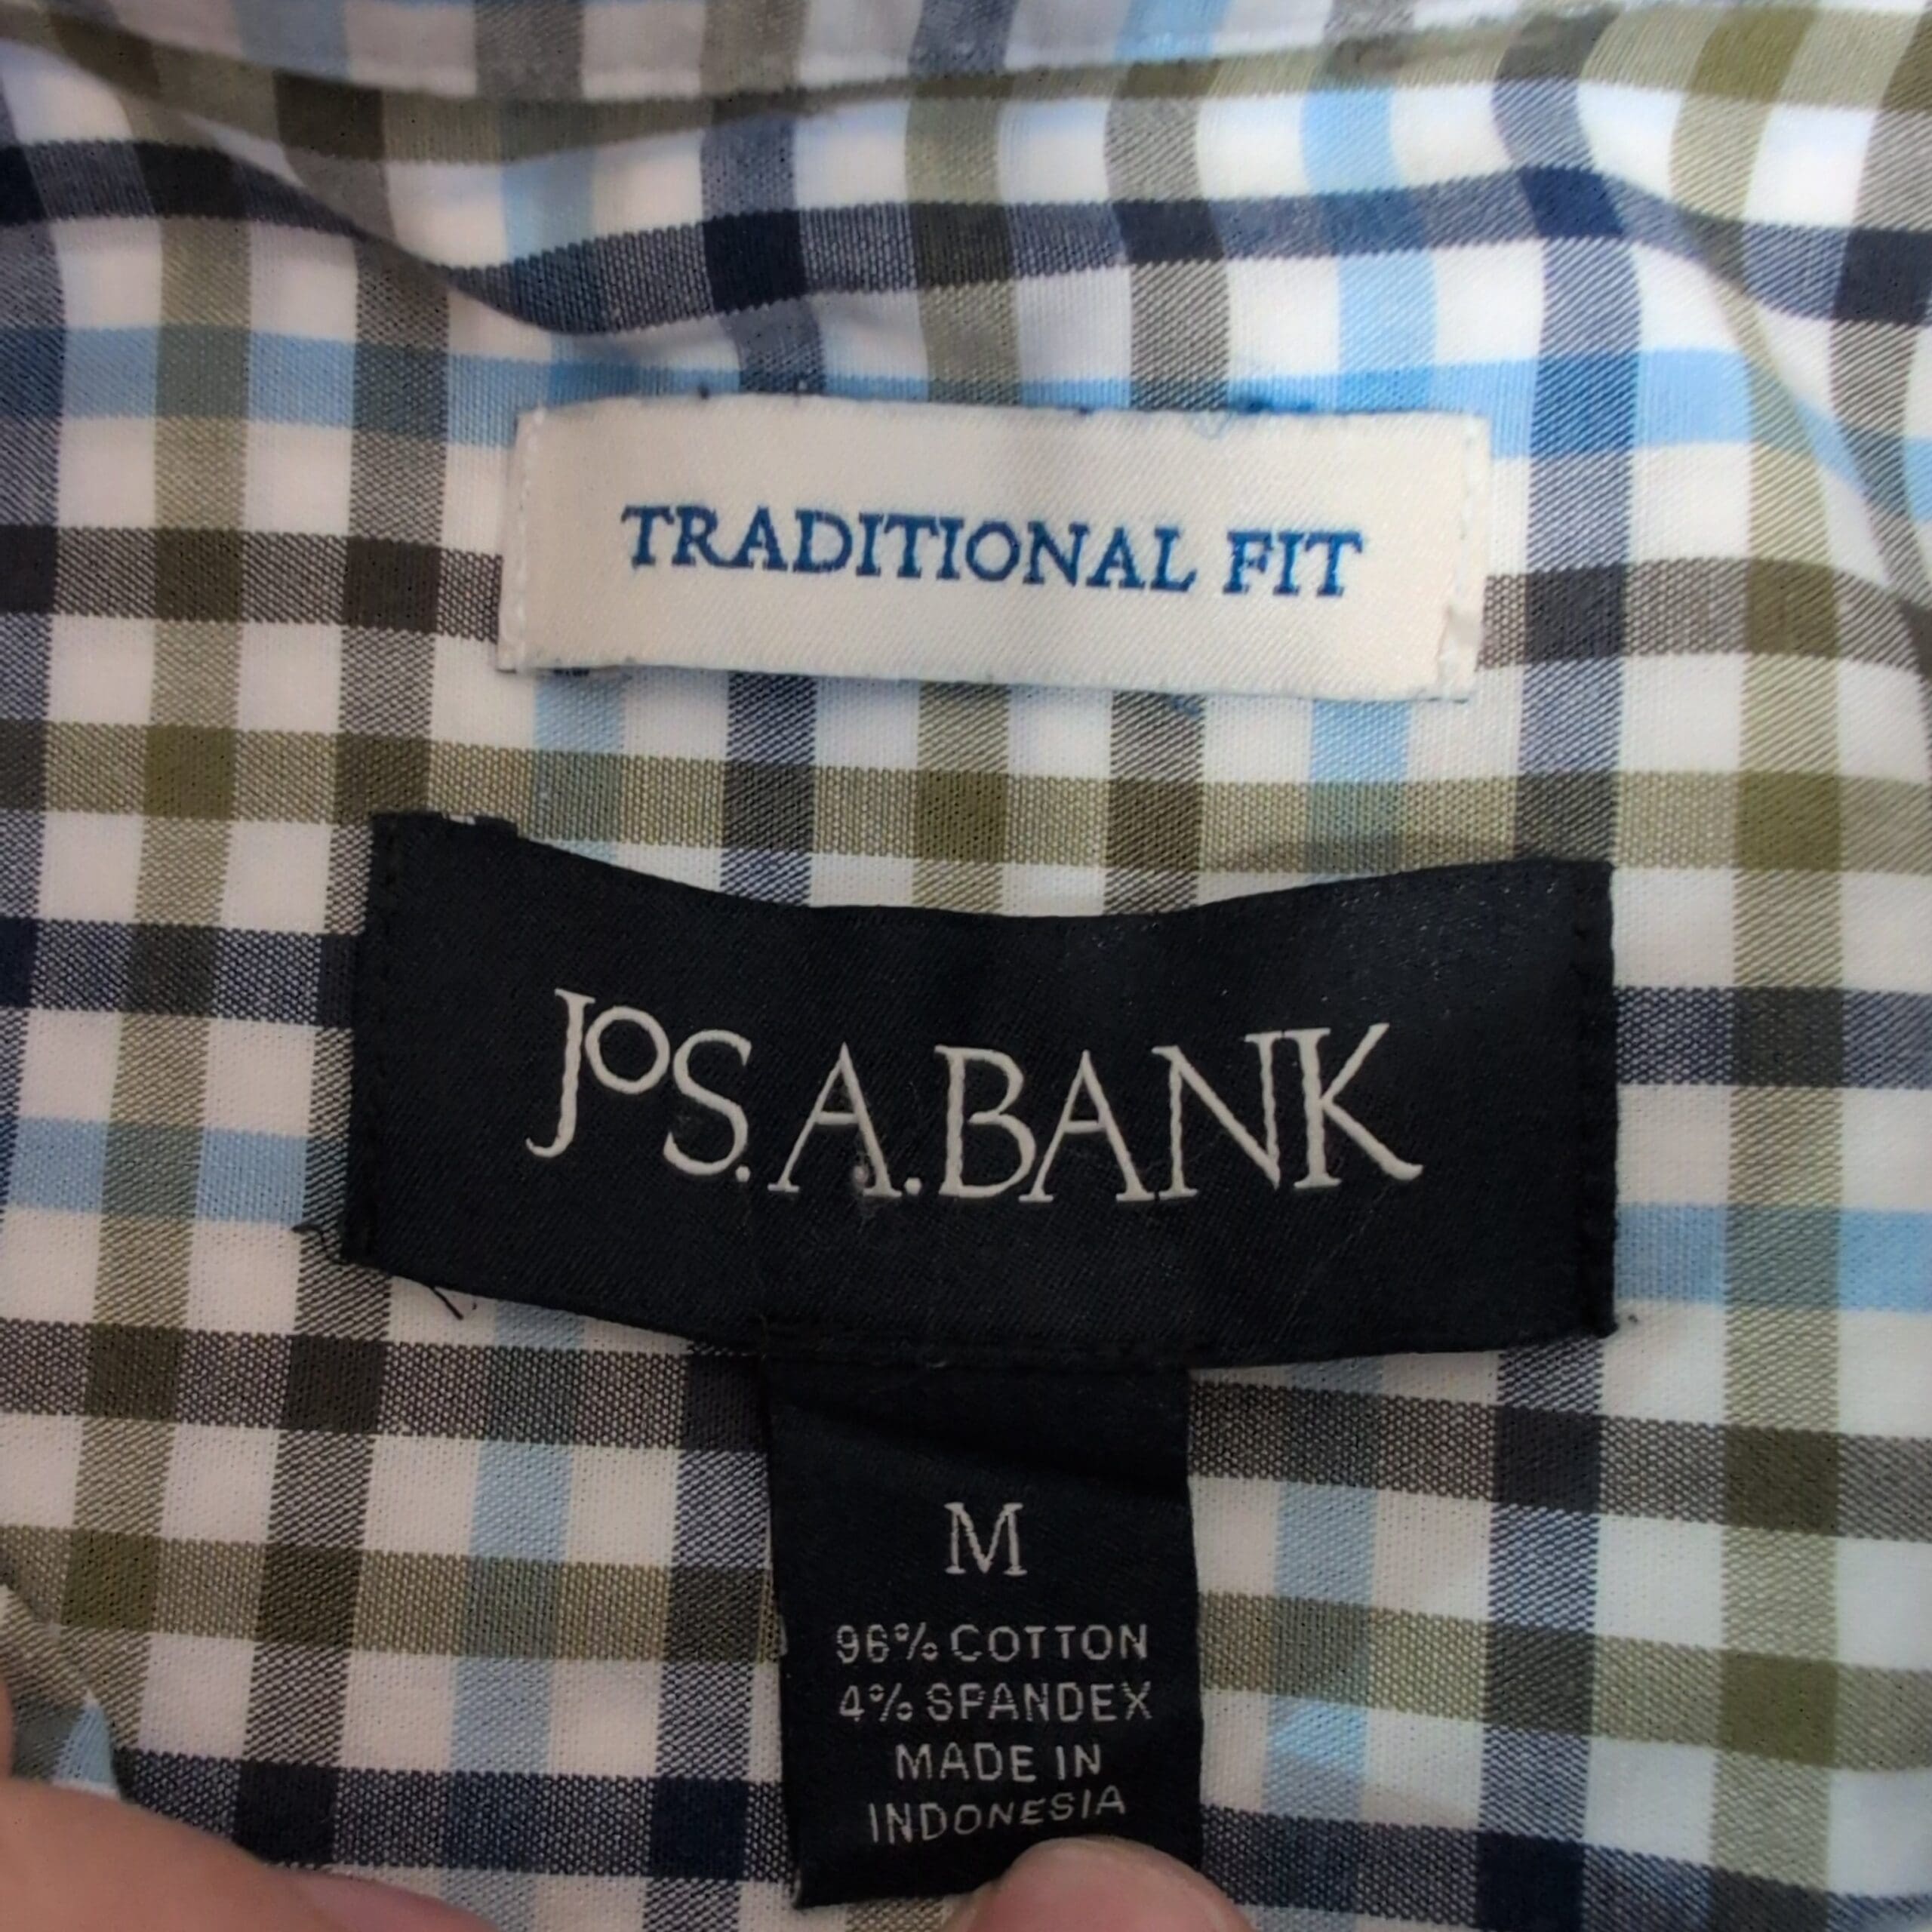 TRADITIONAL FIT
JOS.A.BANK
M
96% COTTON
4% SPANDEX
MADE IN
INDONESIA